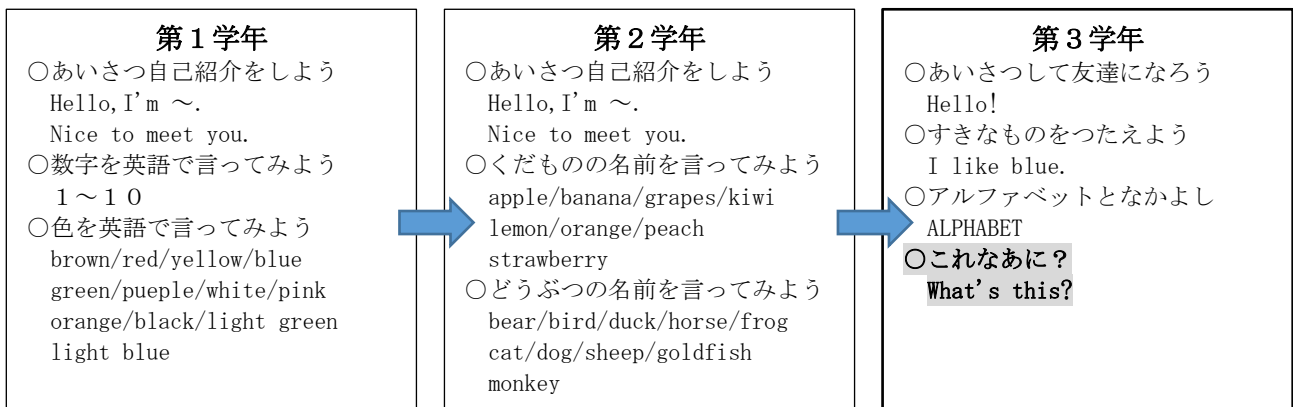 第1学年
○あいさつ自己紹介をしよう
Hello,I'm ～.
Nice to meet you.
○数字を英語で言ってみよう
1～10
○色を英語で言ってみよう
brown/red/yellow/blue
green/pueple/white/pink
orange/black/light green
light blue
第2学年
○あいさつ自己紹介をしよう
Hello,I'm ～.
Nice to meet you.
○くだものの名前を言ってみよう
apple/banana/grapes/kiwi
lemon/orange/peach
strawberry
○どうぶつの名前を言ってみよう
bear/bird/duck/horse/frog
cat/dog/sheep/goldfish
monkey
第3学年
○あいさつして友達になろう
Hello!
○すきなものをつたえよう
I like blue.
○アルファベットとなかよし
ALPHABET
○これなあに？
What's this?